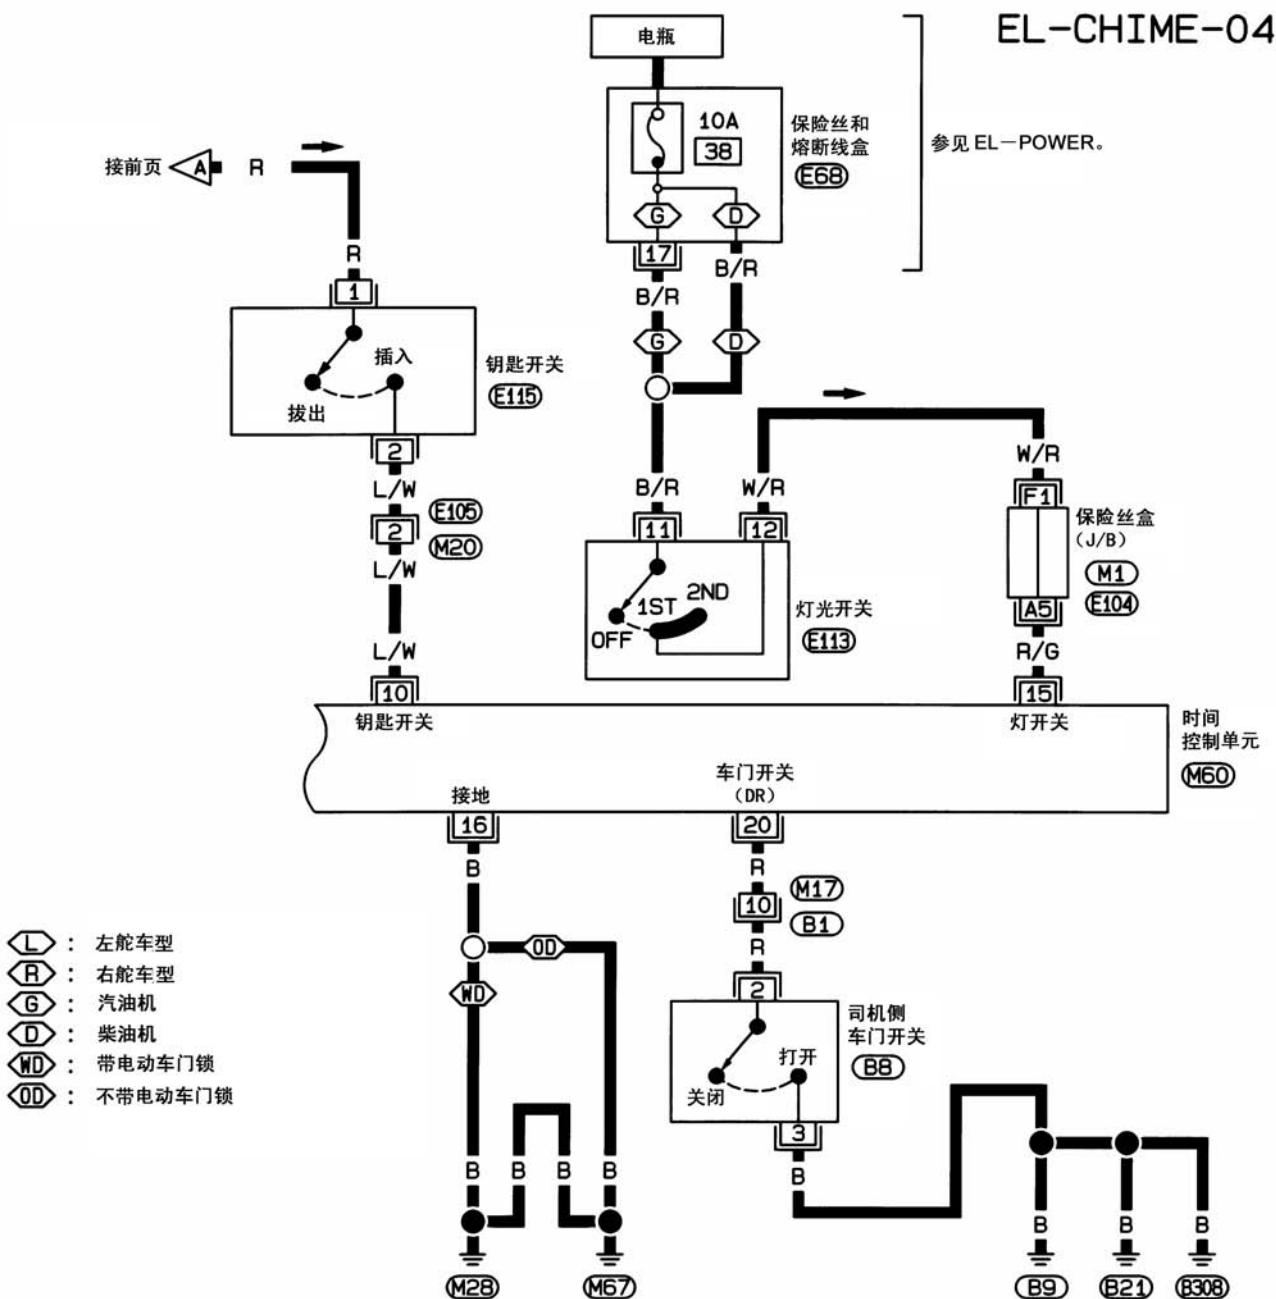 EL-CHIME-04
电瓶
10A
38
保险丝和
熔断线盒
E68
参见 EL-POWER。
接前页
A
R
G
D
17
B/R
R
B/R
1
G
D
插入
拔出
钥匙开关
E115
2
L/W
E105
2
M20
L/W
B/R
W/R
W/R
F1
保险丝盒
(J/B)
M1
E104
A5
R/G
11
12
1ST
2ND
OFF
灯光开关
E113
L/W
10
15
钥匙开关
灯开关
时间
控制单元
M60
接地
车门开关
(DR)
16
20
B
R
10
M17
B1
R
OD
WD
2
司机侧
车门开关
B8
打开
关闭
3
B
L : 左舵车型
R : 右舵车型
G : 汽油机
D : 柴油机
WD : 带电动车门锁
OD : 不带电动车门锁
B
B
B
B
B
B
B
M28
M67
B9
B21
B308